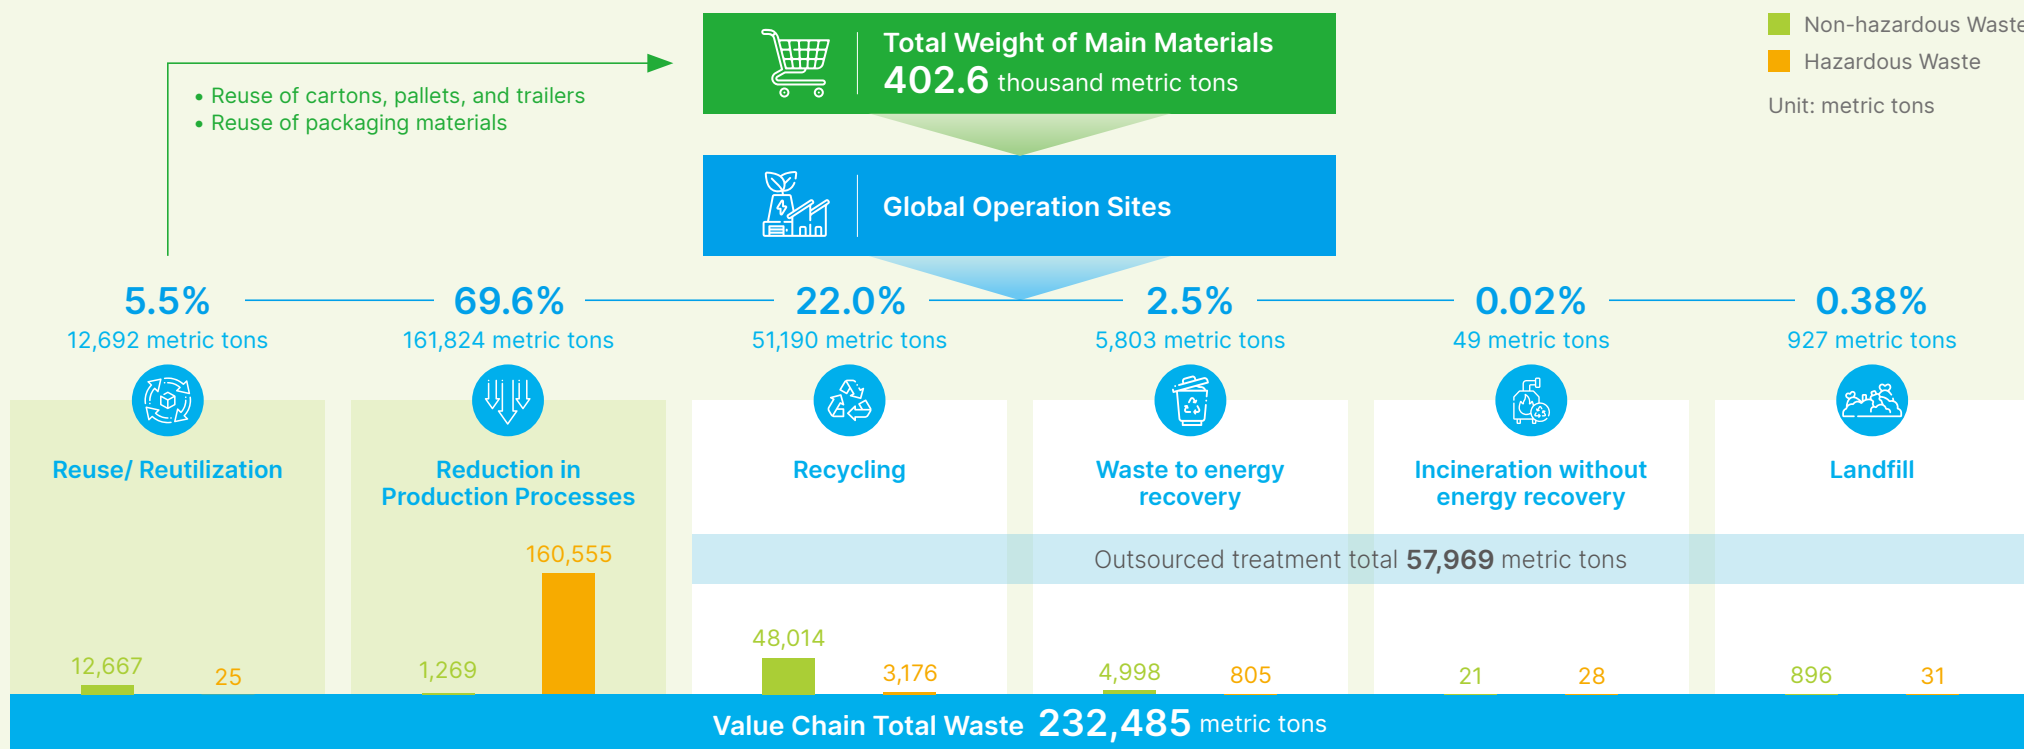 Total Weight of Main Materials
402.6 thousand metric tons
Non-hazardous Waste
Hazardous Waste
Unit: metric tons
• Reuse of cartons, pallets, and trailers
• Reuse of packaging materials
Global Operation Sites
5.5%
12,692 metric tons
69.6%
161,824 metric tons
22.0%
51,190 metric tons
2.5%
5,803 metric tons
0.02%
49 metric tons
0.38%
927 metric tons
Reuse/ Reutilization
Reduction in
Production Processes
Recycling
Waste to energy
recovery
Incineration without
energy recovery
Landfill
Outsourced treatment total 57,969 metric tons
12,667
25
1,269
160,555
48,014
3,176
4,998
805
21
28
896
31
Value Chain Total Waste 232,485 metric tons